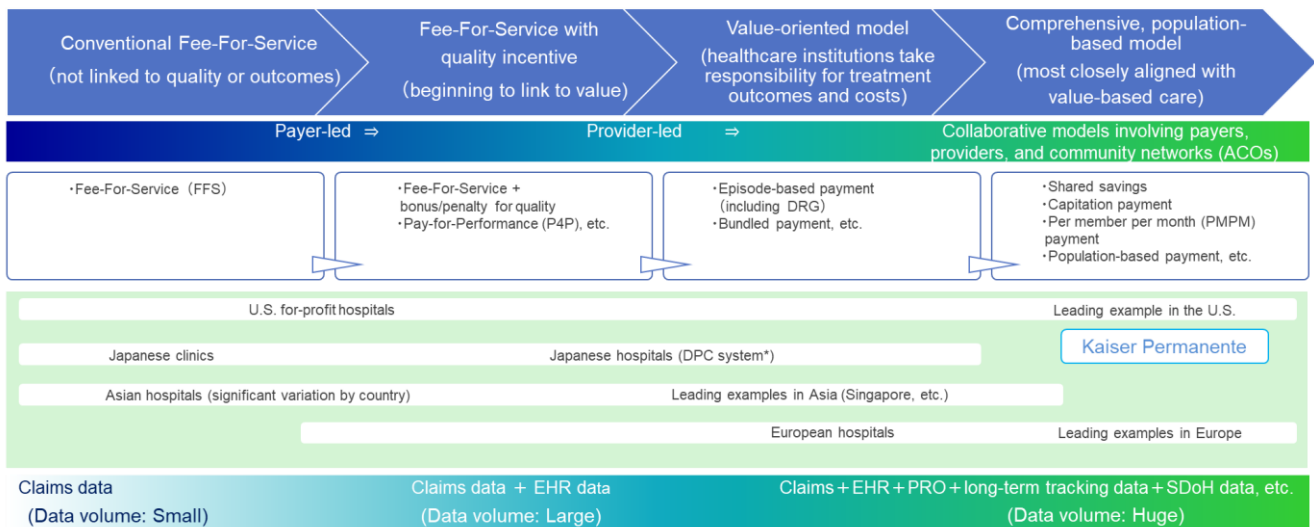 Conventional Fee-For-Service
(not linked to quality or outcomes)
Fee-For-Service with
quality incentive
(beginning to link to value)
Value-oriented model
(healthcare institutions take
responsibility for treatment
outcomes and costs)
Comprehensive, population-
based model
(most closely aligned with
value-based care)
Payer-led ⇒
Provider-led ⇒
Collaborative models involving payers,
providers, and community networks (ACOs)
・Fee-For-Service (FFS)
・Fee-For-Service +
bonus/penalty for quality
・Pay-for-Performance (P4P), etc.
・Episode-based payment
(including DRG)
・Bundled payment, etc.
・Shared savings
・Capitation payment
・Per member per month (PMPM)
payment
・Population-based payment, etc.
U.S. for-profit hospitals
Leading example in the U.S.
Japanese clinics
Japanese hospitals (DPC system*)
Kaiser Permanente
Asian hospitals (significant variation by country)
Leading examples in Asia (Singapore, etc.)
European hospitals
Leading examples in Europe
Claims data
(Data volume: Small)
Claims data + EHR data
(Data volume: Large)
Claims+EHR+PRO+long-term tracking data+SDoH data, etc.
(Data volume: Huge)